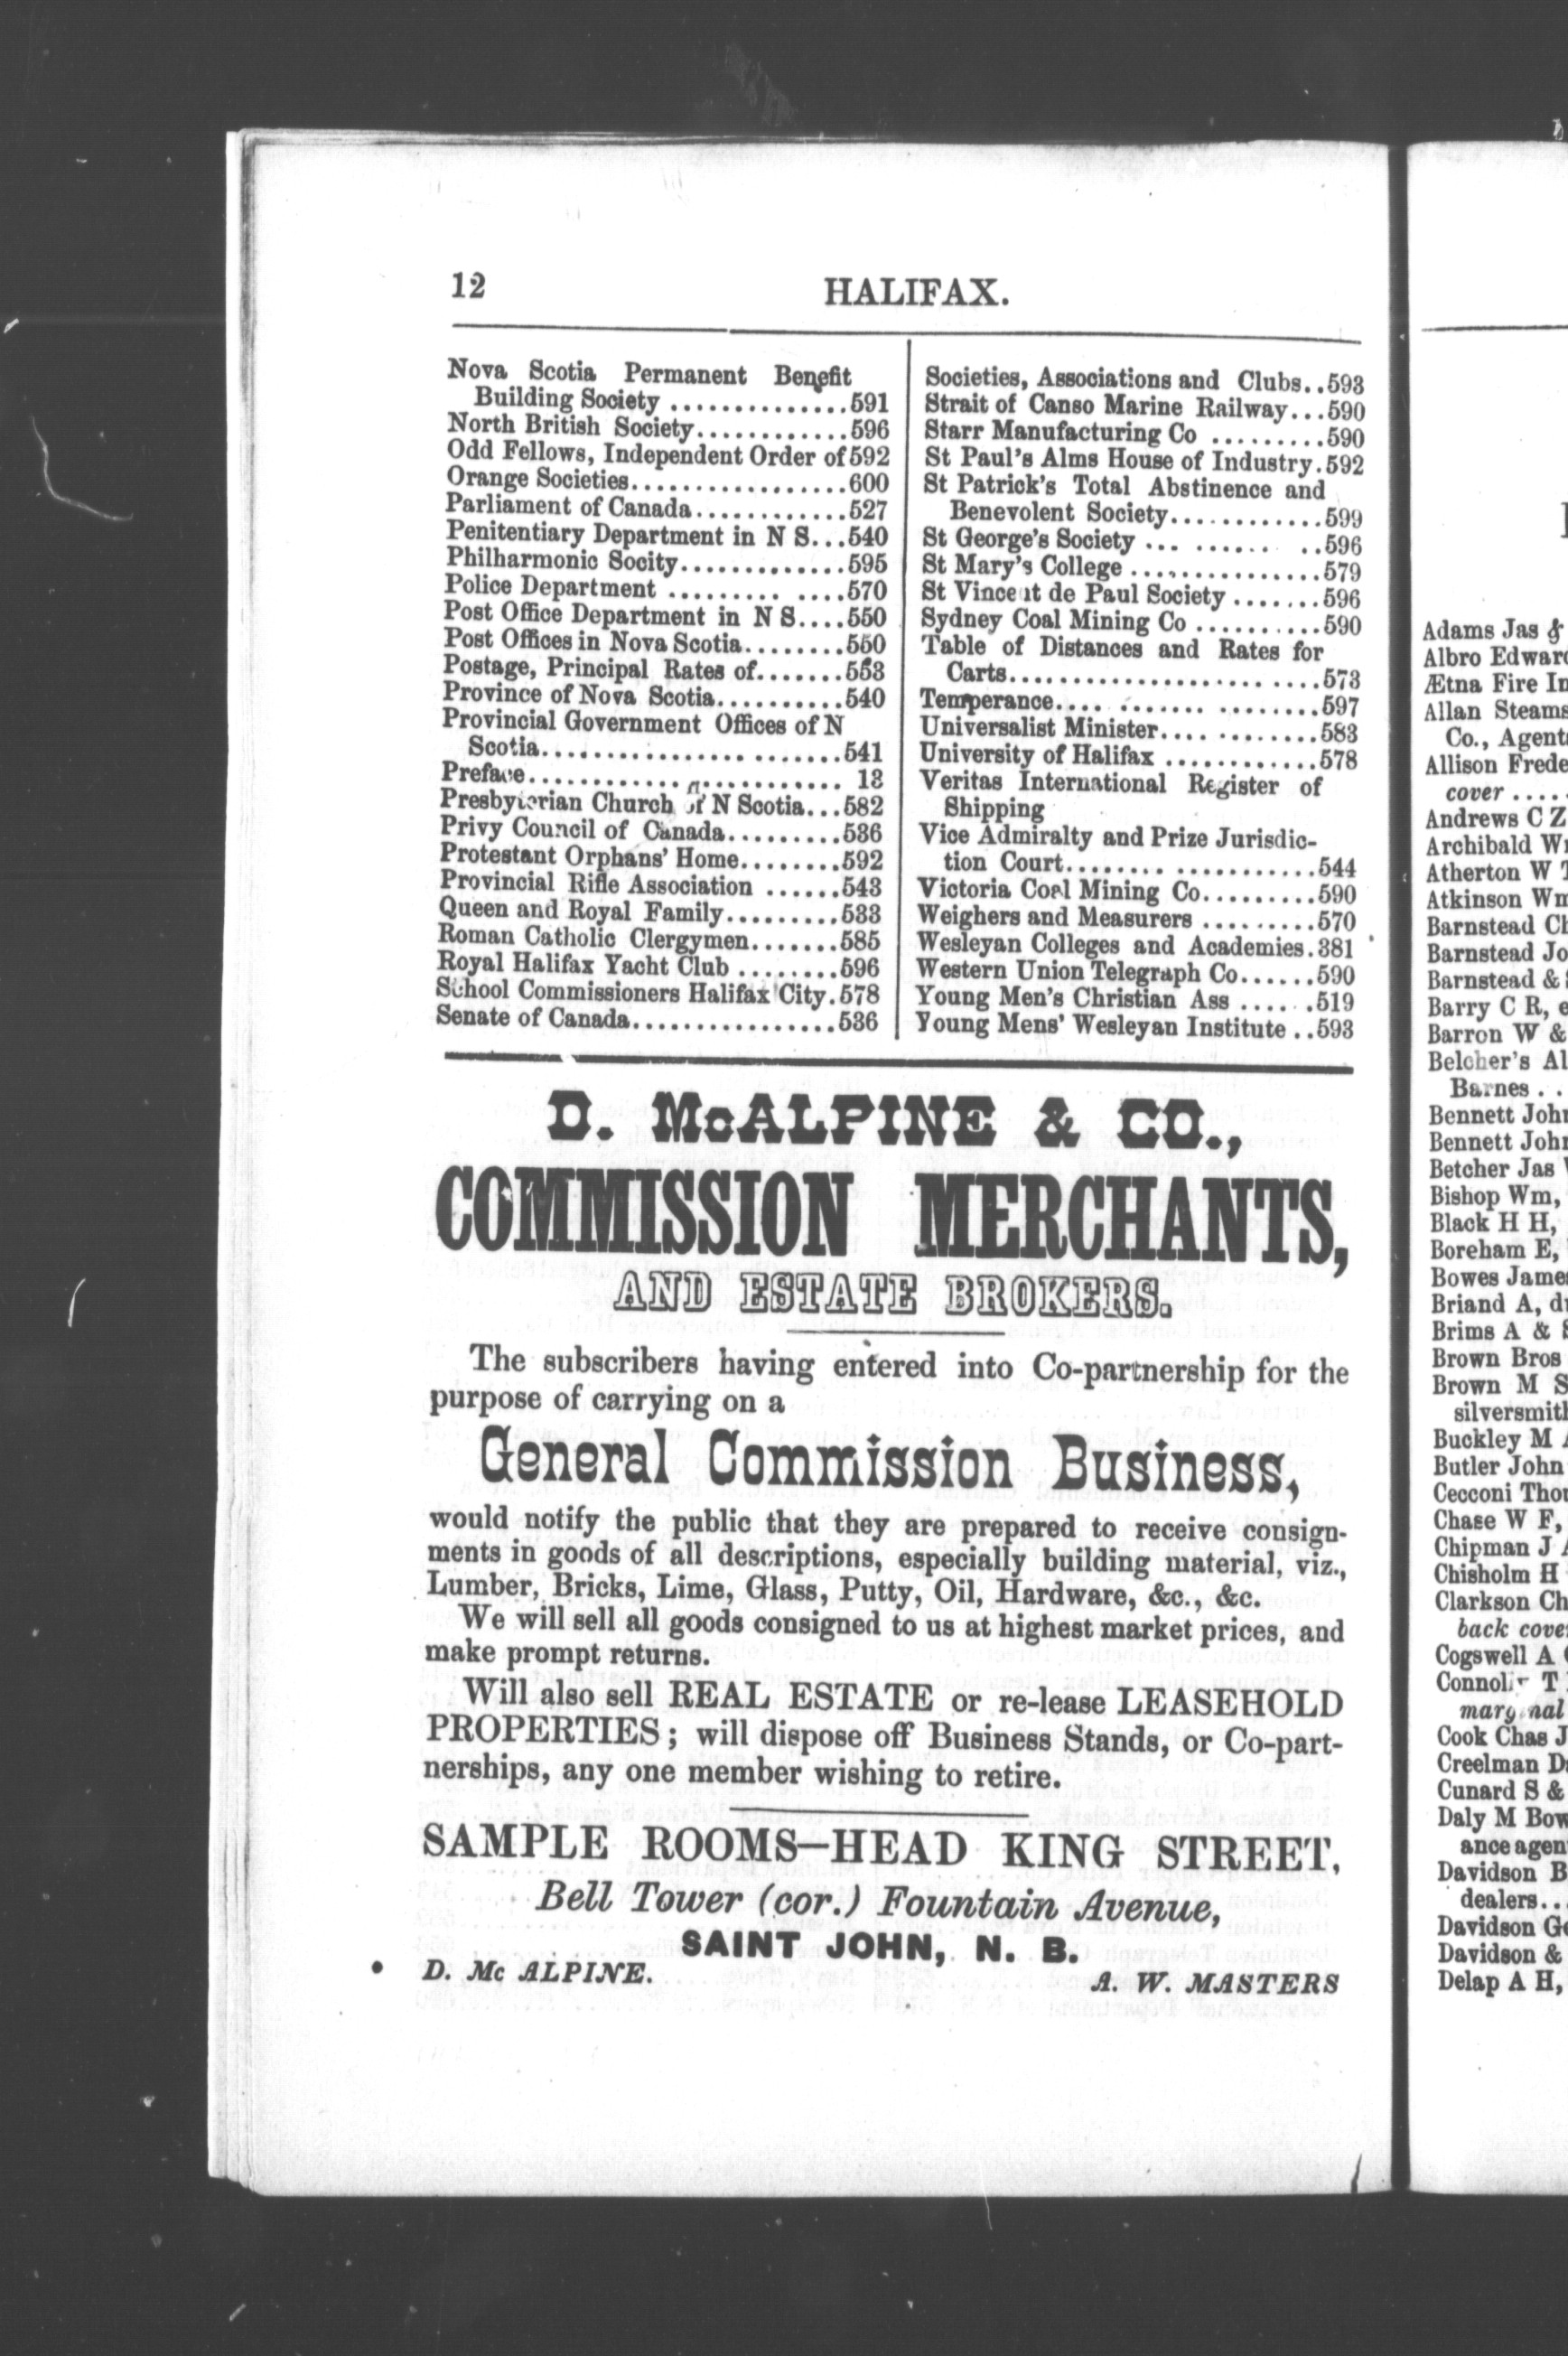 12
HALIFAX.
Nova Scotia Permanent Benefit
Building Society ..............591
North British Society............596
Odd Fellows, Independent Order of 592
Orange Societies.................600
Parliament of Canada............527
Penitentiary Department in N S...540
Philharmonic Socity.............595
Police Department ......... ....570
Post Office Department in N S....550
Post Offices in Nova Scotia........550
Postage, Principal Rates of.......553
Province of Nova Scotia..........540
Provincial Government Offices of N
Scotia........................541
Preface........................... 13
Presbyterian Church of N Scotia...582
Privy Council of Canada.........536
Protestant Orphans' Home........592
Provincial Rifle Association ......543
Queen and Royal Family.........533
Roman Catholic Clergymen.......585
Royal Halifax Yacht Club ........596
School Commissioners Halifax City.578
Senate of Canada................536
Societies, Associations and Clubs..593
Strait of Canso Marine Railway...590
Starr Manufacturing Co .........590
St Paul's Alms House of Industry.592
St Patrick's Total Abstinence and
Benevolent Society............599
St George's Society ... ...... ..596
St Mary's College ...............579
St Vincent de Paul Society .......596
Sydney Coal Mining Co ..........590
Table of Distances and Rates for
Carts..................... ....573
Temperance.... ....... ........597
Universalist Minister.... ........583
University of Halifax ............578
Veritas International Register of
Shipping
Vice Admiralty and Prize Jurisdic-
tion Court......... ...........544
Victoria Coal Mining Co.........590
Weighers and Measurers .........570
Wesleyan Colleges and Academies.381
Western Union Telegraph Co......590
Young Men's Christian Ass ..... .519
Young Mens' Wesleyan Institute ..593
D. McALPINE & CO.,
COMMISSION MERCHANTS,
AND ESTATE BROKERS.
The subscribers having entered into Co-partnership for the
purpose of carrying on a
General Commission Business,
would notify the public that they are prepared to receive consign-
ments in goods of all descriptions, especially building material, viz.,
Lumber, Bricks, Lime, Glass, Putty, Oil, Hardware, &c., &c.
We will sell all goods consigned to us at highest market prices, and
make prompt returns.
Will also sell REAL ESTATE or re-lease LEASEHOLD
PROPERTIES; will dispose off Business Stands, or Co-part-
nerships, any one member wishing to retire.
SAMPLE ROOMS—HEAD KING STREET,
Bell Tower (cor.) Fountain Avenue,
SAINT JOHN, N. B.
D. Mc ALPINE.
A. W. MASTERS
Adams Jas &
Albro
Ætna Fire
Allan
Co.,
Allison
cover ....
Andrews C Z
Archibald
Atherton W
Atkinson
Barnstead
Barnstead
Barnstead &
Barry C R,
Barron W &
Belcher's
Barnes ..
Bennett
Bennett
Betcher Jas
Bishop Wm,
Black H H,
Boreham E,
Bowes
Briand A,
Brims A &
Brown Bros
Brown M
Buckley M
Butler John
Cecconi
Chase W F,
Chipman J
Chisholm H
Clarkson
back
Cogswell A
T
Cook Chas
Creelman
Cunard S &
Daly M
ance
Davidson
dealers..
Davidson
Davidson &
Delap A H,